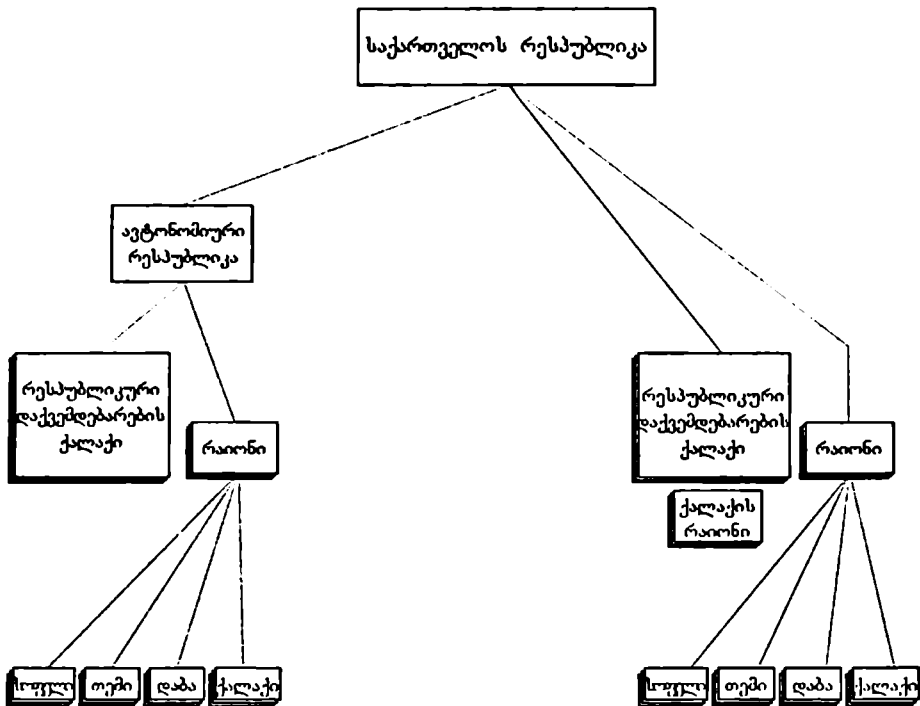 საქართველოს რესპუბლიკა
ავტონომიური
რესპუბლიკა
რესპუბლიკური
დაქვემდებარების
ქალაქი
რაიონი
რესპუბლიკური
დაქვემდებარების
ქალაქი
რაიონი
ქალაქის
რაიონი
სოფელი
თემი
დაბა
ქალაქი
სოფელი
თემი
დაბა
ქალაქი